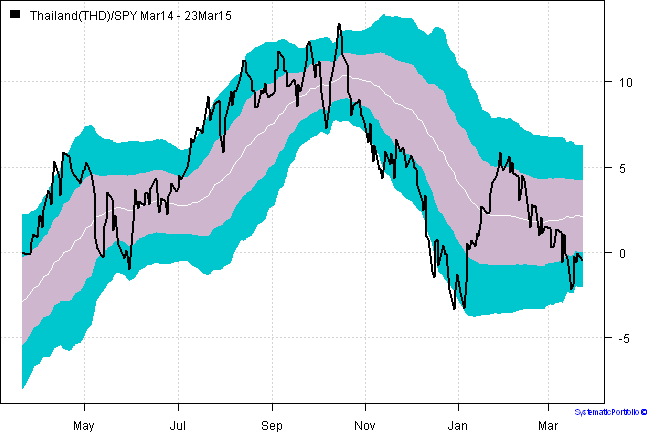 Thailand(THD)/SPY Mar14 - 23Mar15
10
5
0
-5
May Jul Sep Nov Jan Mar
SystematicPortfolio ©